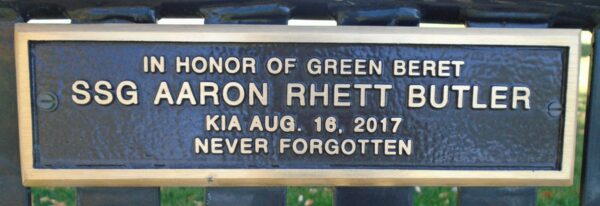 IN HONOR OF GREEN BERET
SSG AARON RHETT BUTLER
KIA AUG. 16, 2017
NEVER FORGOTTEN